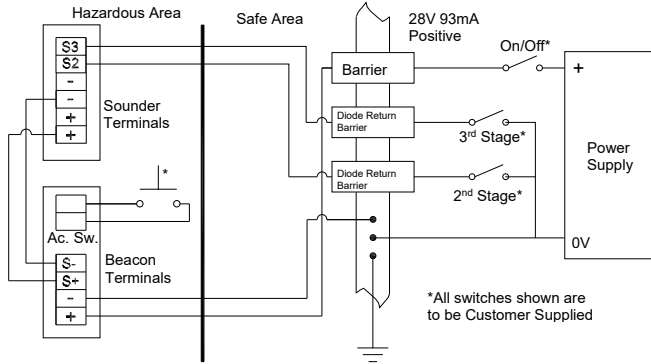 Hazardous Area
Safe Area
28V 93mA
Positive
On/Off*
S3
S2
-
-
+
+
Sounder
Terminals
Barrier
+
Diode Return
Barrier
3rd Stage*
Power
Supply
Diode Return
Barrier
2nd Stage*
*
Ac. Sw.
0V
Beacon
Terminals
S-
S+
-
+
*All switches shown are
to be Customer Supplied